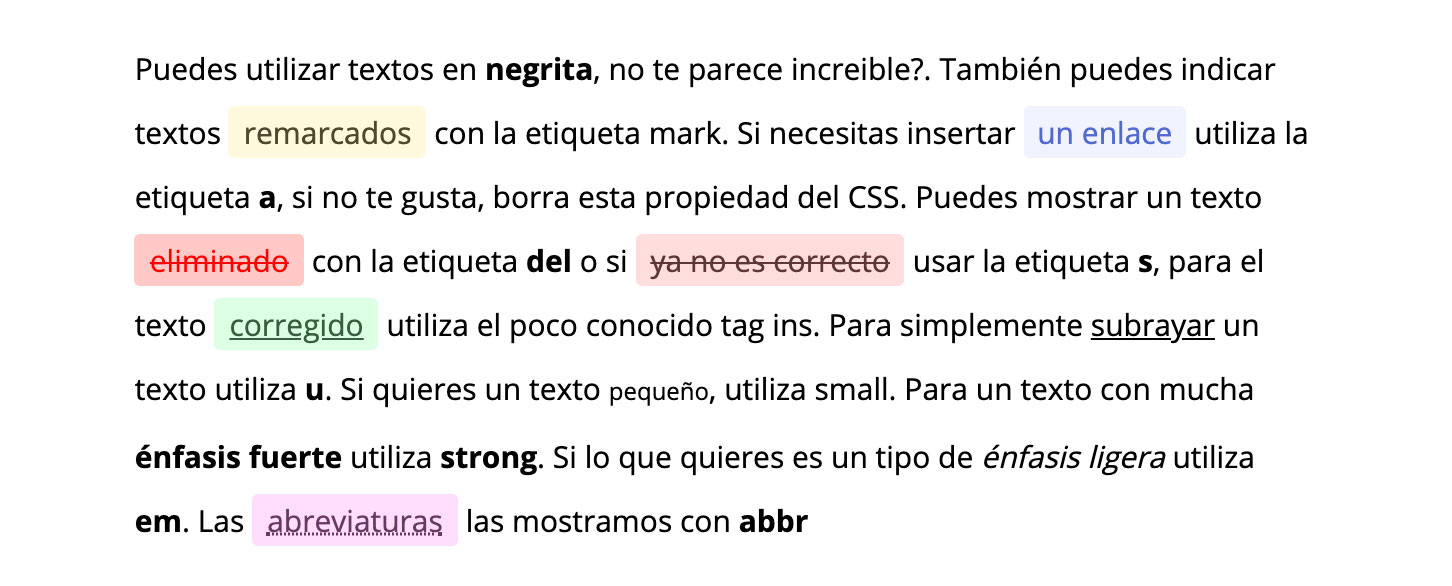 Puedes utilizar textos en negrita, no te parece increible?. También puedes indicar
textos remarcados con la etiqueta mark. Si necesitas insertar un enlace utiliza la
etiqueta a, si no te gusta, borra esta propiedad del CSS. Puedes mostrar un texto
eliminado con la etiqueta del o si ya no es correcto usar la etiqueta s, para el
texto corregido utiliza el poco conocido tag ins. Para simplemente subrayar un
texto utiliza u. Si quieres un texto pequeño, utiliza small. Para un texto con mucha
énfasis fuerte utiliza strong. Si lo que quieres es un tipo de énfasis ligera utiliza
em. Las abreviaturas las mostramos con abbr